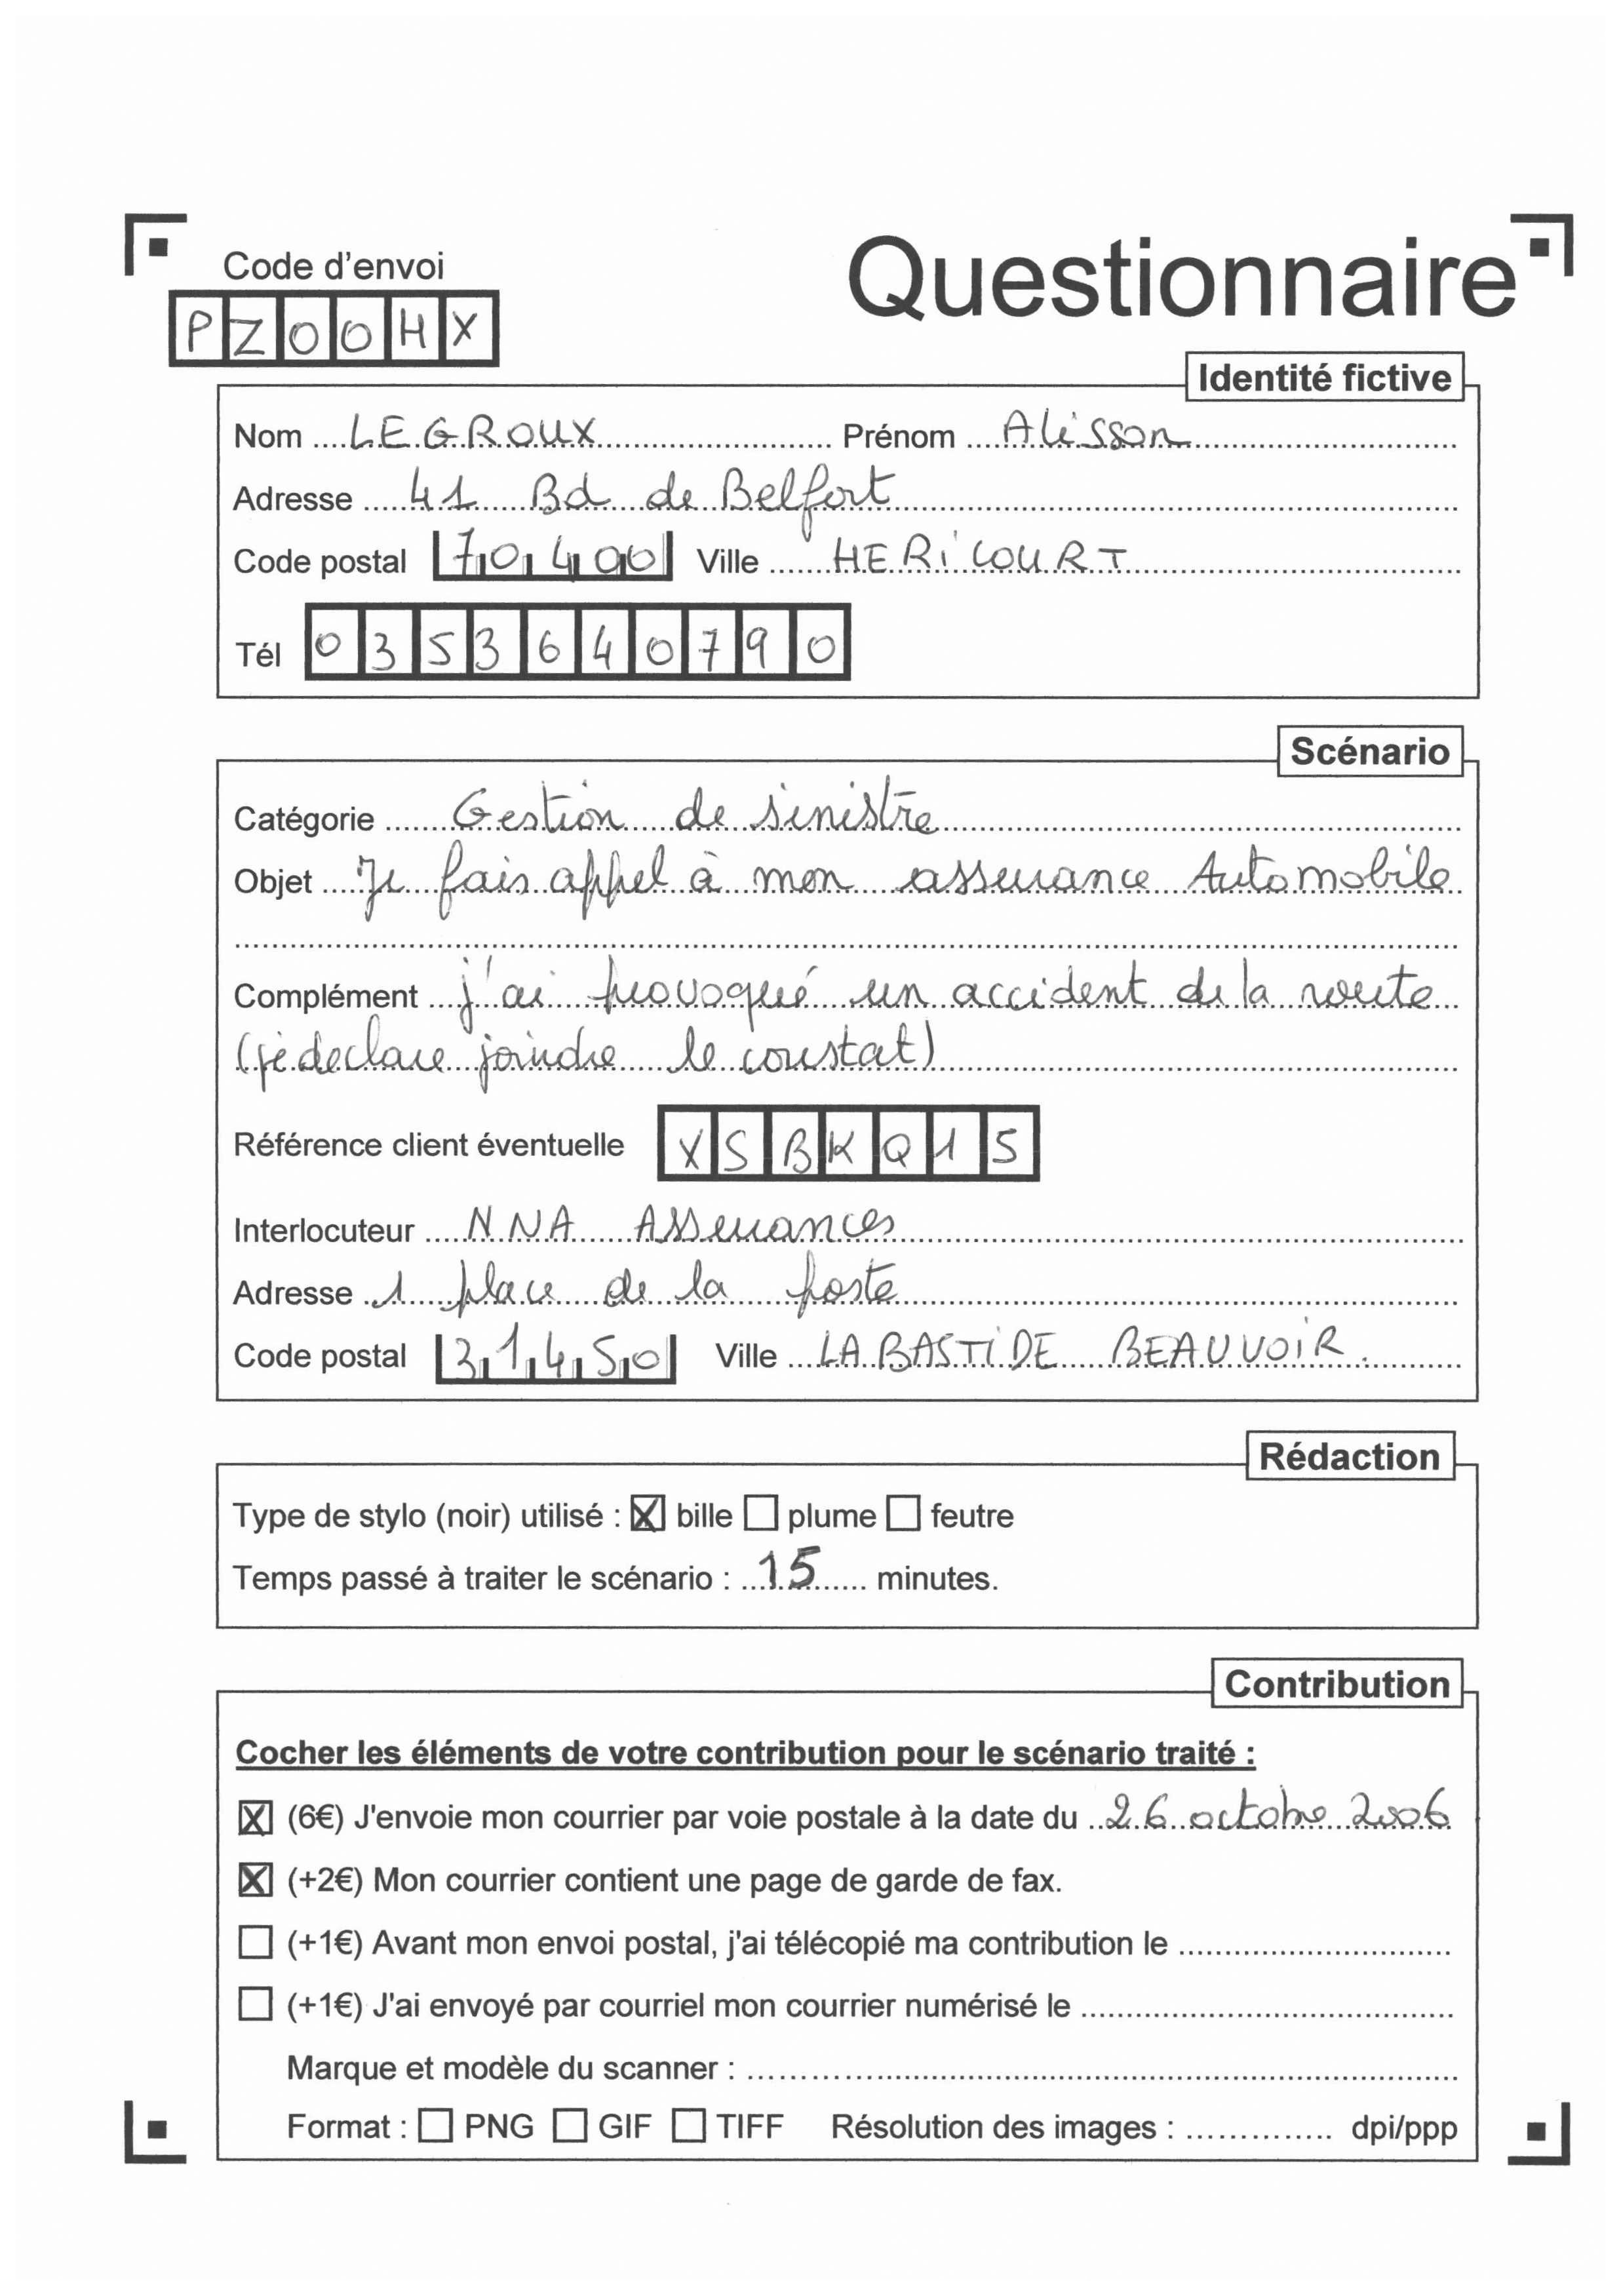 Code d'envoi
Questionnaire
PZOOHX
Identité fictive
Nom LEGROUX Prénom Alisson
Adresse 41 Bd de Belfort
Code postal 70400 Ville HERICOURT
Tél 0353640790
Scénario
Catégorie Gestion de sinistre
Objet Je fais appel à mon assurance Automobile
Complément j'ai provoqué un accident de la route
(je declare joindre le constat)
Référence client éventuelle XSBKQ15
Interlocuteur NNA Assurances
Adresse 1 place de la poste
Code postal 31450 Ville LABASTIDE BEAUVOIR.
Rédaction
Type de stylo (noir) utilisé : ☒ bille ☐ plume ☐ feutre
Temps passé à traiter le scénario : 15 minutes.
Contribution
Cocher les éléments de votre contribution pour le scénario traité :
☒ (6€) J'envoie mon courrier par voie postale à la date du 26 octobre 2006
☒ (+2€) Mon courrier contient une page de garde de fax.
☐ (+1€) Avant mon envoi postal, j'ai télécopié ma contribution le
☐ (+1€) J'ai envoyé par courriel mon courrier numérisé le
Marque et modèle du scanner :
Format : ☐ PNG ☐ GIF ☐ TIFF Résolution des images : dpi/ppp